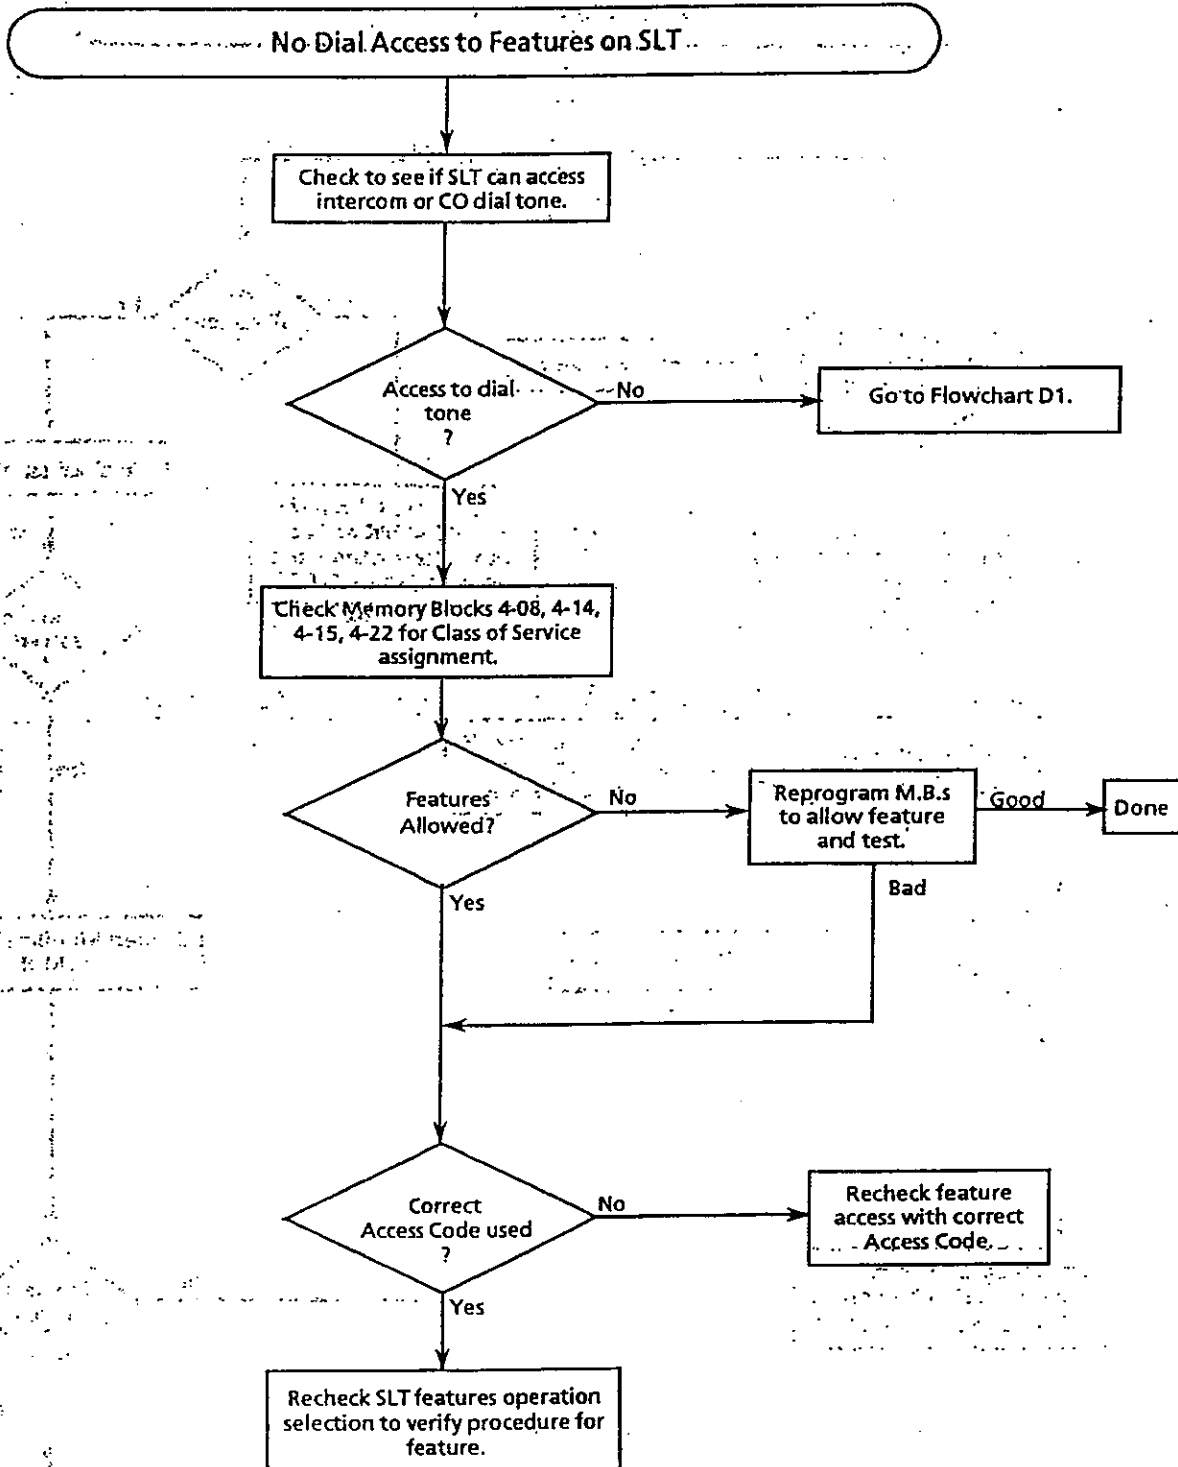 No Dial Access to Features on SLT
Check to see if SLT can access
intercom or CO dial tone.
Access to dial
tone
?
No
Go to Flowchart D1.
Yes
Check Memory Blocks 4-08, 4-14,
4-15, 4-22 for Class of Service
assignment.
Features
Allowed?
No
Reprogram M.B.s
to allow feature
and test.
Good
Done
Bad
Yes
Correct
Access Code used
?
No
Recheck feature
access with correct
Access Code.
Yes
Recheck SLT features operation
selection to verify procedure for
feature.